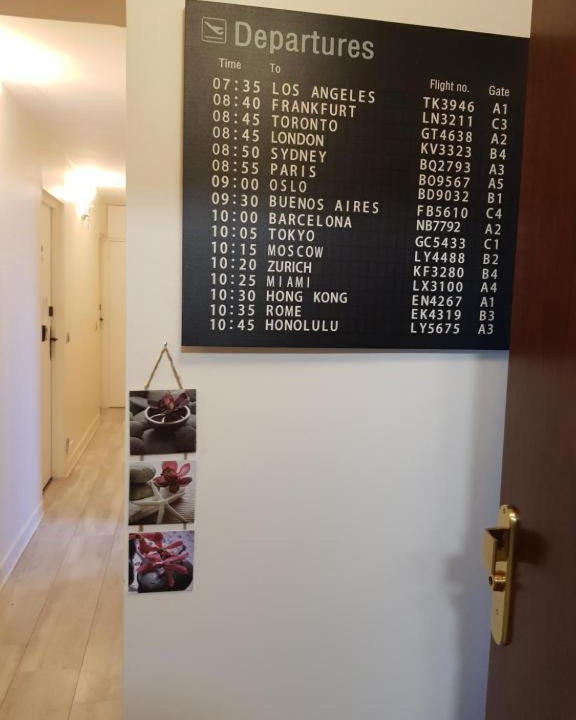 Departures
Time To Flight no. Gate
07:35 LOS ANGELES TK3946 A1
08:40 FRANKFURT LN3211 C3
08:45 TORONTO GT4638 A2
08:45 LONDON KV3323 B4
08:50 SYDNEY BQ2793 A3
08:55 PARIS BO9567 A5
09:00 OSLO BD9032 B1
09:30 BUENOS AIRES FB5610 C4
10:00 BARCELONA NB7792 A2
10:05 TOKYO GC5433 C1
10:15 MOSCOW LY4488 B2
10:20 ZURICH KF3280 B4
10:25 MIAMI LX3100 A4
10:30 HONG KONG EN4267 A1
10:35 ROME EK4319 B3
10:45 HONOLULU LY5675 A3